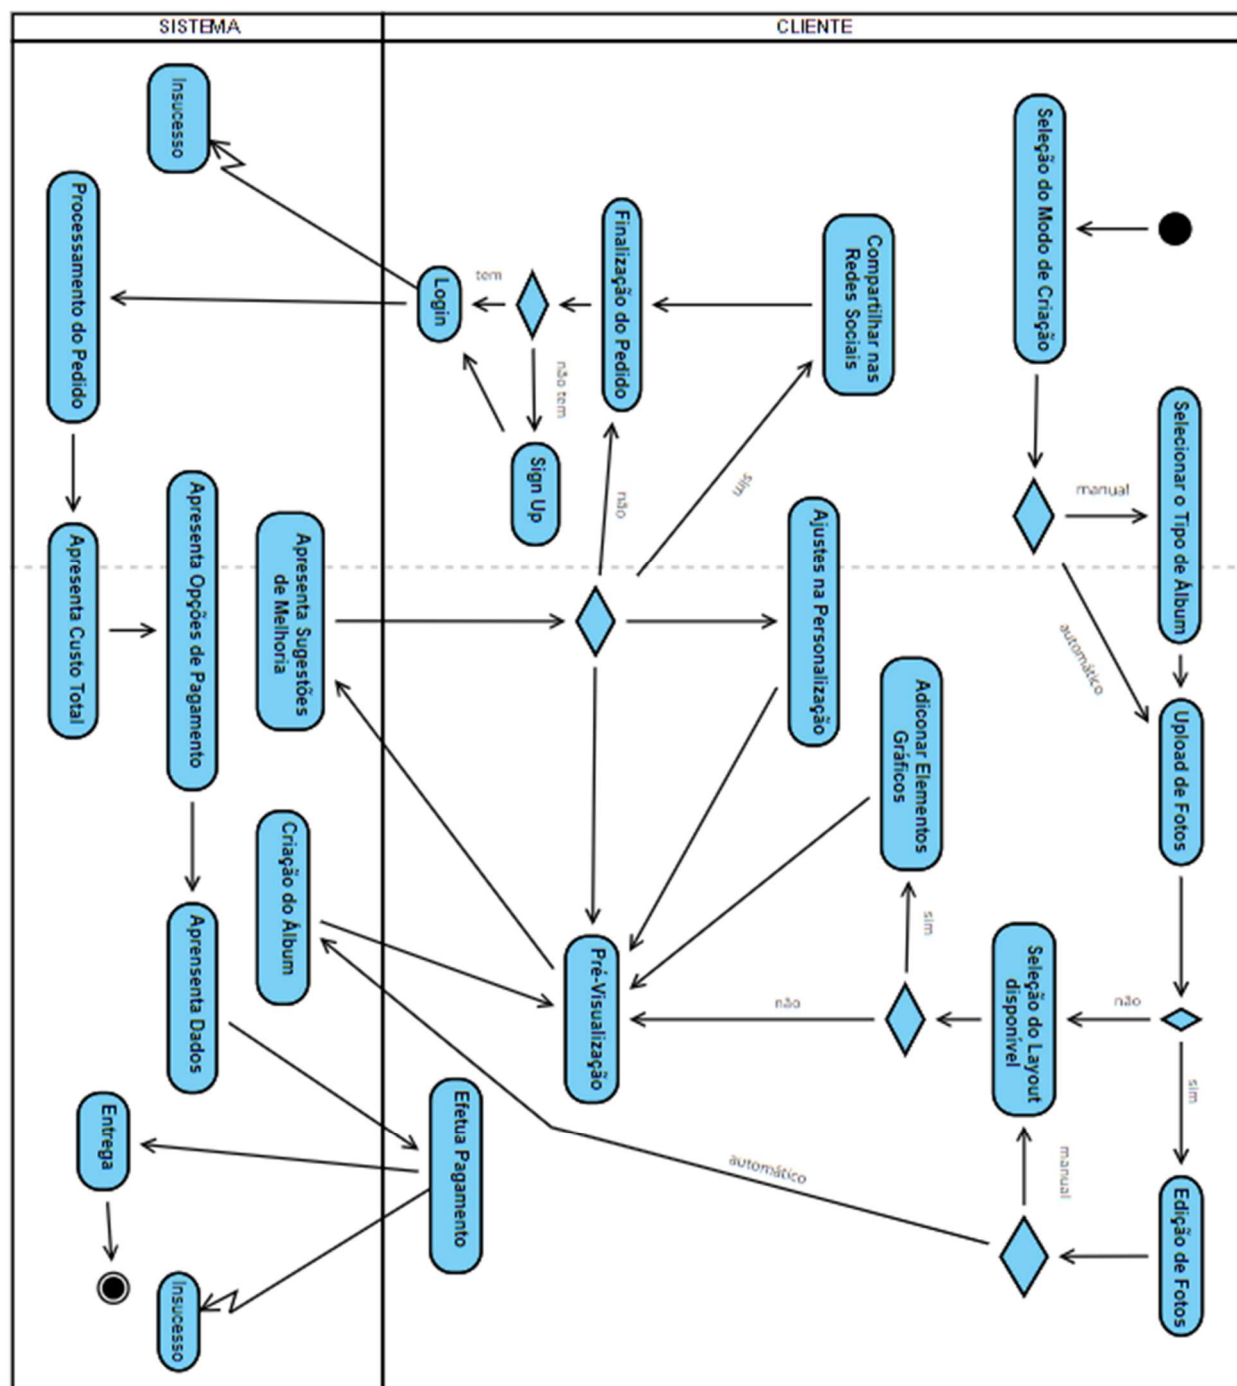 SISTEMA
CLIENTE
Insucesso
Processamento do Pedido
Apresenta Custo Total
Apresenta Opções de Pagamento
Apresenta Sugestões
de Melhoria
Criação do Álbum
Aprensenta Dados
Entrega
Insucesso
Efetua Pagamento
Login
tem
não tem
Sign Up
Finalização do Pedido
não
sim
Compartilhar nas
Redes Sociais
Ajustes na Personalização
Pré-Visualização
Adiconar Elementos
Gráficos
sim
não
Seleção do Layout
disponível
manual
automático
Seleção do Modo de Criação
manual
automático
Selecionar o Tipo de Álbum
Upload de Fotos
não
sim
Edição de Fotos